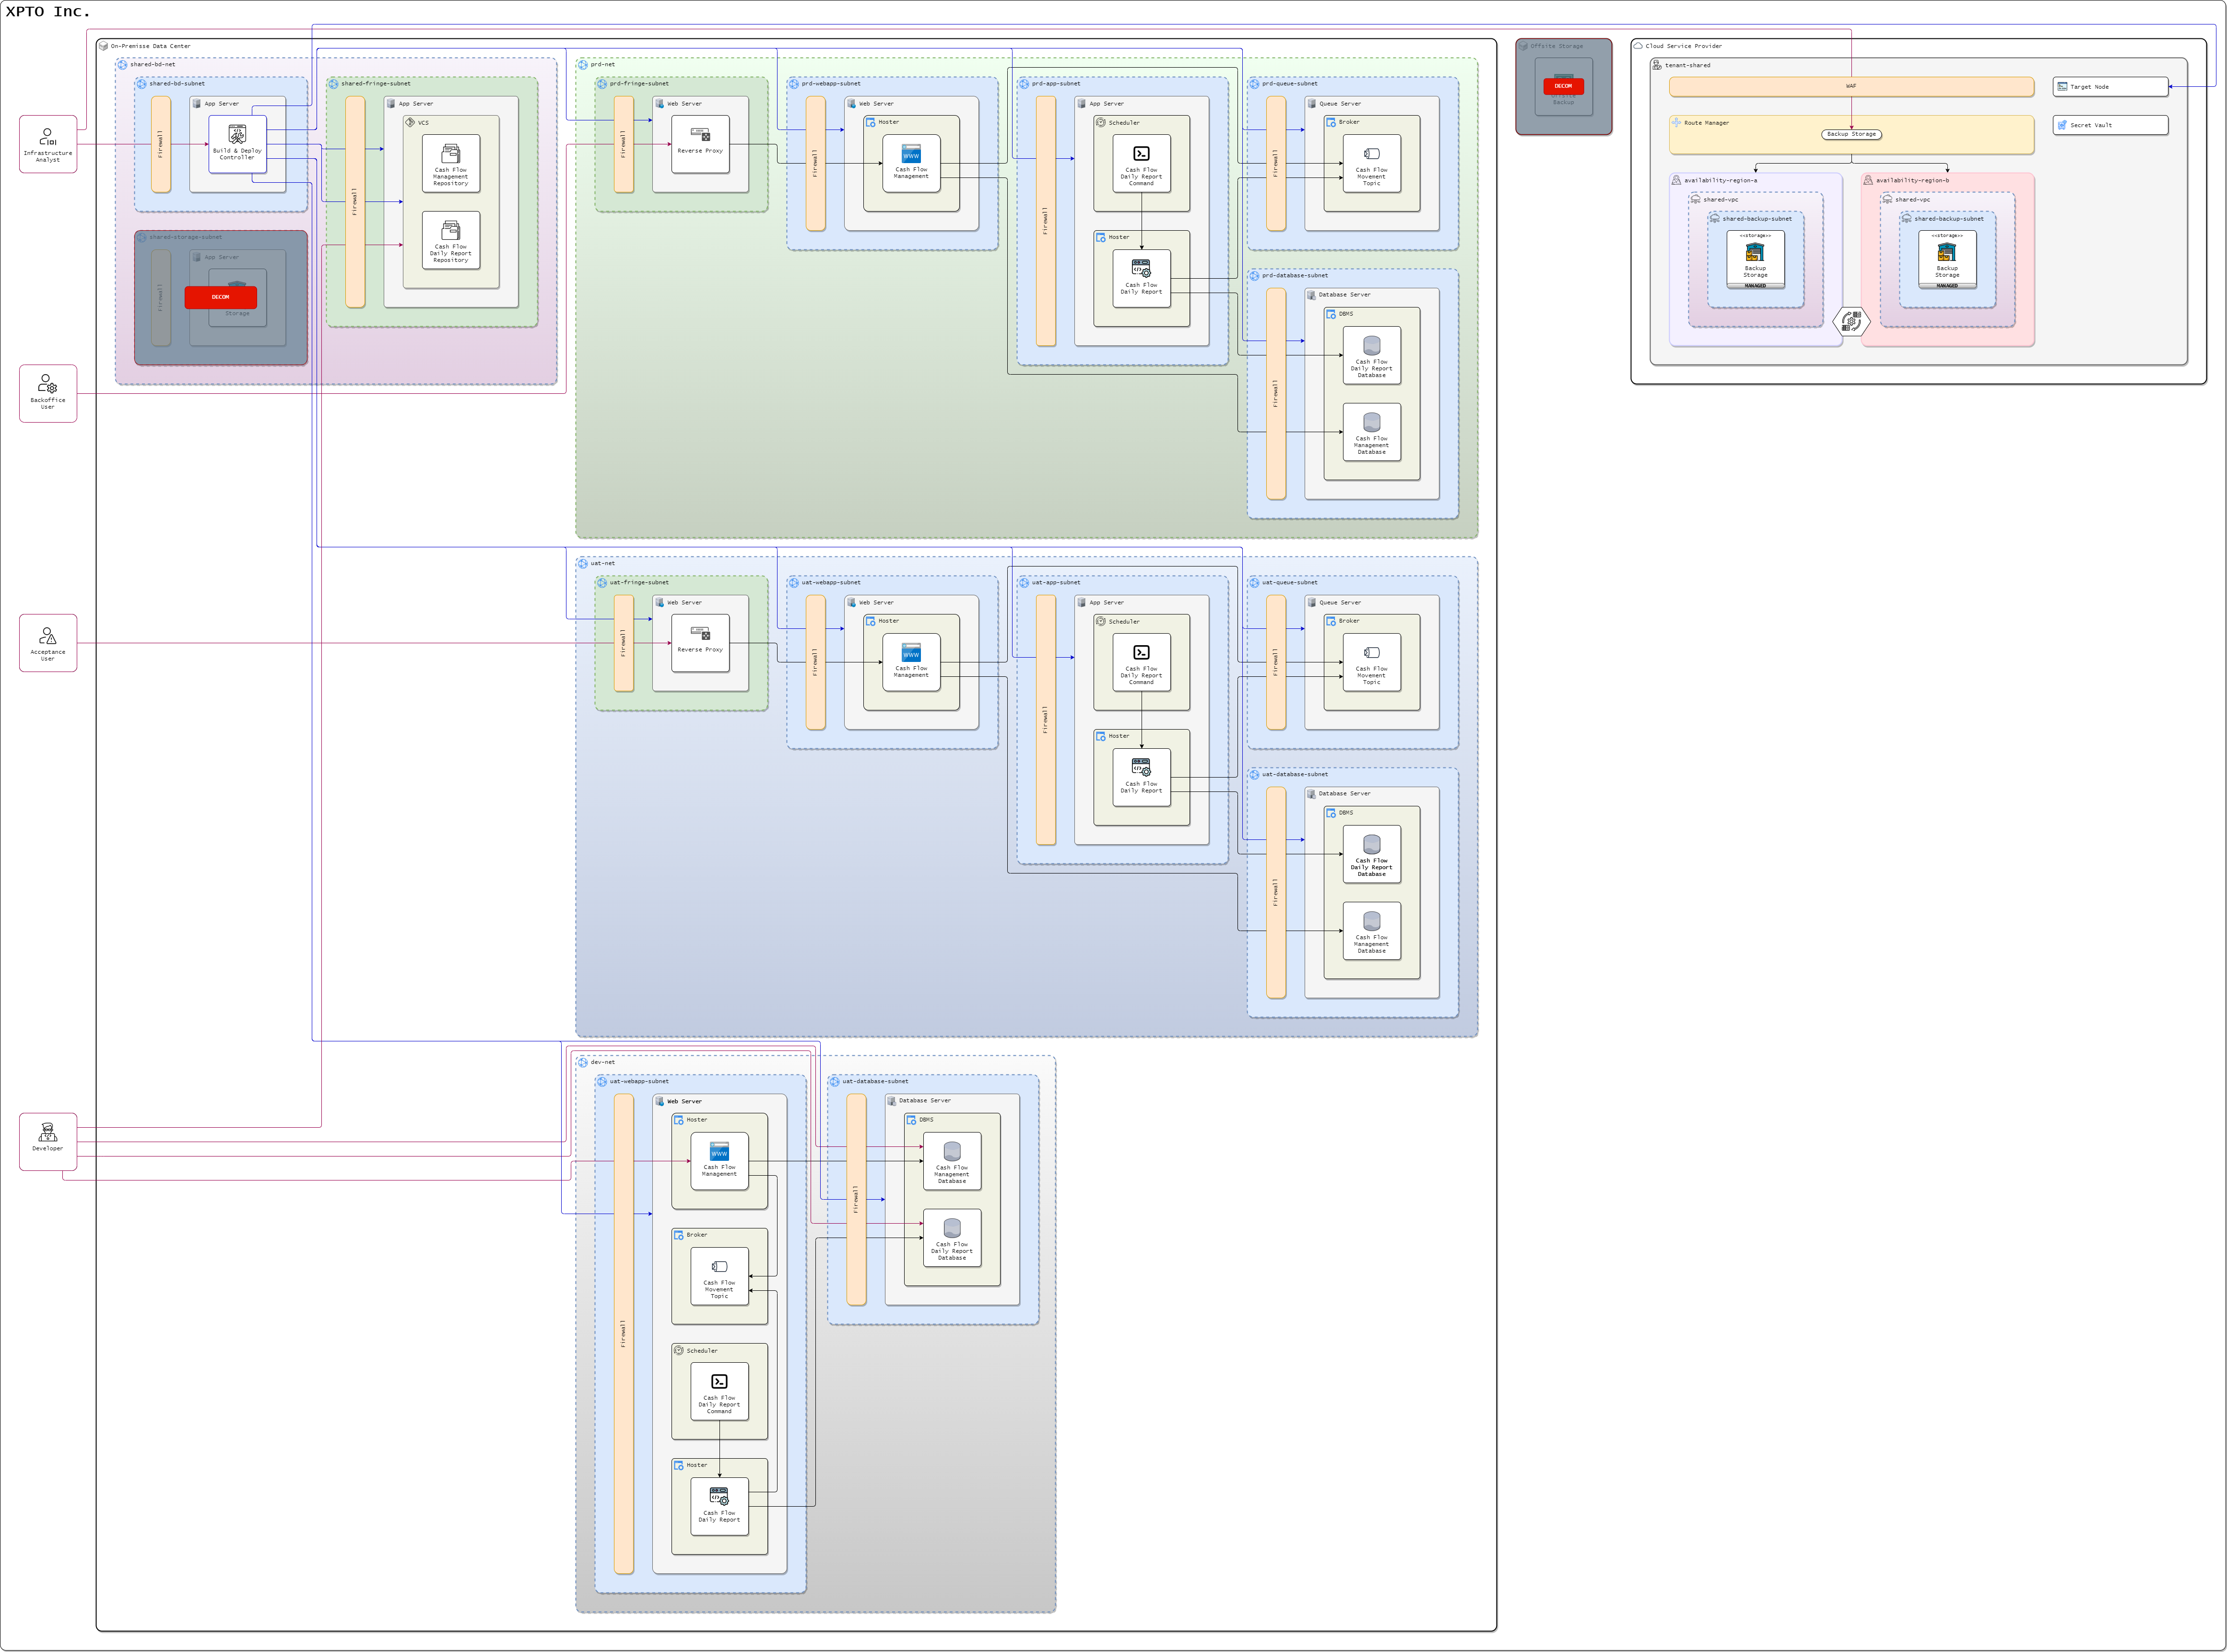 XPTO Inc.
On-Premisse Data Center
shared-bd-net
shared-bd-subnet
Firewall
App Server
Build & Deploy
Controller
shared-fringe-subnet
Firewall
App Server
VCS
Cash Flow
Management
Repository
Cash Flow
Daily Report
Repository
shared-storage-subnet
Firewall
App Server
DECOM
Storage
Infrastructure
Analyst
Backoffice
User
Acceptance
User
Developer
prd-net
prd-fringe-subnet
Firewall
Web Server
Reverse Proxy
prd-webapp-subnet
Firewall
Web Server
Hoster
Cash Flow
Management
prd-app-subnet
Firewall
App Server
Scheduler
Cash Flow
Daily Report
Command
Hoster
Cash Flow
Daily Report
prd-queue-subnet
Firewall
Queue Server
Broker
Cash Flow
Movement
Topic
prd-database-subnet
Firewall
Database Server
DBMS
Cash Flow
Daily Report
Database
Cash Flow
Management
Database
uat-net
uat-fringe-subnet
Firewall
Web Server
Reverse Proxy
uat-webapp-subnet
Firewall
Web Server
Hoster
Cash Flow
Management
uat-app-subnet
Firewall
App Server
Scheduler
Cash Flow
Daily Report
Command
Hoster
Cash Flow
Daily Report
uat-queue-subnet
Firewall
Queue Server
Broker
Cash Flow
Movement
Topic
uat-database-subnet
Firewall
Database Server
DBMS
Cash Flow
Daily Report
Database
Cash Flow
Management
Database
dev-net
uat-webapp-subnet
Firewall
Web Server
Hoster
Cash Flow
Management
Broker
Cash Flow
Movement
Topic
Scheduler
Cash Flow
Daily Report
Command
Hoster
Cash Flow
Daily Report
uat-database-subnet
Firewall
Database Server
DBMS
Cash Flow
Management
Database
Cash Flow
Daily Report
Database
Offsite Storage
DECOM
Backup
Cloud Service Provider
tenant-shared
WAF
Target Node
Route Manager
Backup Storage
Secret Vault
availability-region-a
shared-vpc
shared-backup-subnet
<<storage>>
Backup
Storage
MANAGED
availability-region-b
shared-vpc
shared-backup-subnet
<<storage>>
Backup
Storage
MANAGED